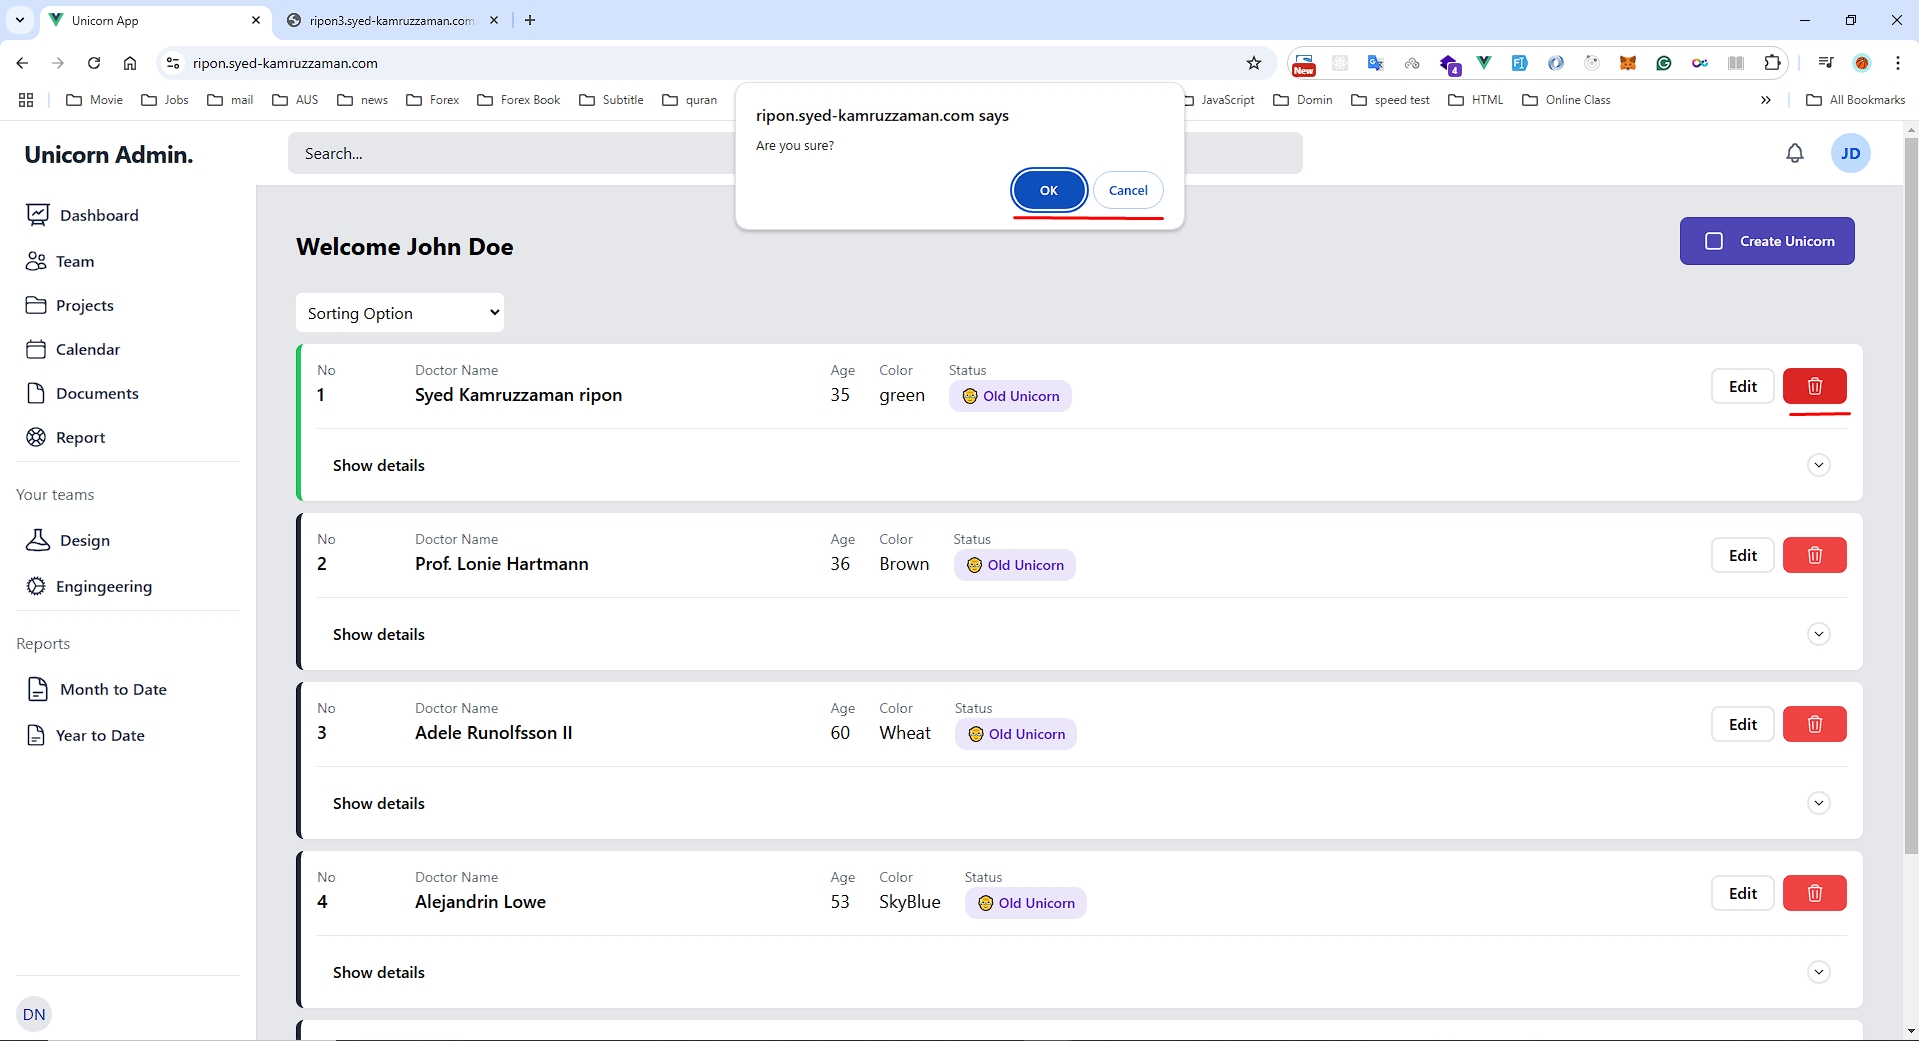 Unicorn App
ripon3.syed-kamruzzaman.com
ripon.syed-kamruzzaman.com
New
4
Movie
Jobs
mail
AUS
news
Forex
Forex Book
Subtitle
quran
JavaScript
Domin
speed test
HTML
Online Class
All Bookmarks
ripon.syed-kamruzzaman.com says
Are you sure?
OK
Cancel
Unicorn Admin.
Search...
JD
Dashboard
Team
Projects
Calendar
Documents
Report
Your teams
Design
Engingeering
Reports
Month to Date
Year to Date
DN
Welcome John Doe
Create Unicorn
Sorting Option
No
Doctor Name
Age
Color
Status
1
Syed Kamruzzaman ripon
35
green
Old Unicorn
Edit
Show details
No
Doctor Name
Age
Color
Status
2
Prof. Lonie Hartmann
36
Brown
Old Unicorn
Edit
Show details
No
Doctor Name
Age
Color
Status
3
Adele Runolfsson II
60
Wheat
Old Unicorn
Edit
Show details
No
Doctor Name
Age
Color
Status
4
Alejandrin Lowe
53
SkyBlue
Old Unicorn
Edit
Show details